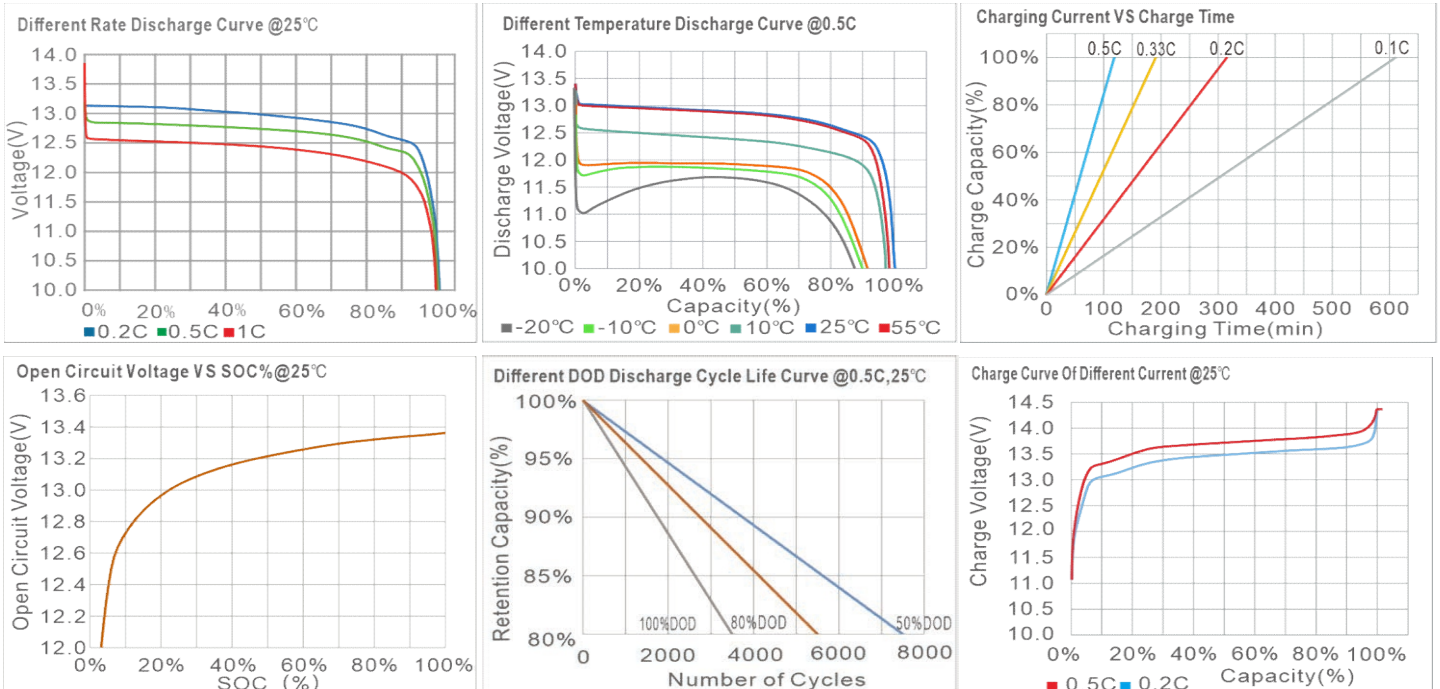 Different Rate Discharge Curve @25℃
Voltage(V)
14.0
13.5
13.0
12.5
12.0
11.5
11.0
10.5
10.0
0% 20% 40% 60% 80% 100%
0.2C 0.5C 1C
Different Temperature Discharge Curve @0.5C
Discharge Voltage(V)
14.0
13.0
12.5
12.0
11.5
11.0
10.5
10.0
0% 20% 40% 60% 80% 100%
Capacity(%)
-20℃ -10℃ 0℃ 10℃ 25℃ 55℃
Charging Current VS Charge Time
Charge Capacity(%)
0.5C 0.33C 0.2C 0.1C
100%
80%
60%
40%
20%
0%
0 100 200 300 400 500 600
Charging Time(min)
Open Circuit Voltage VS SOC%@25℃
Open Circuit Voltage(V)
13.6
13.4
13.2
13.0
12.8
12.6
12.4
12.2
12.0
0% 20% 40% 60% 80% 100%
SOC (%)
Different DOD Discharge Cycle Life Curve @0.5C,25℃
Retention Capacity(%)
100%
95%
90%
85%
80%
100%DOD 80%DOD 50%DOD
0 2000 4000 6000 8000
Number of Cycles
Charge Curve Of Different Current @25℃
Charge Voltage(V)
14.5
14.0
13.5
13.0
12.0
12.0
11.5
11.0
10.5
10.0
0% 20% 40% 60% 80% 100%
Capacity(%)
0.5C 0.2C